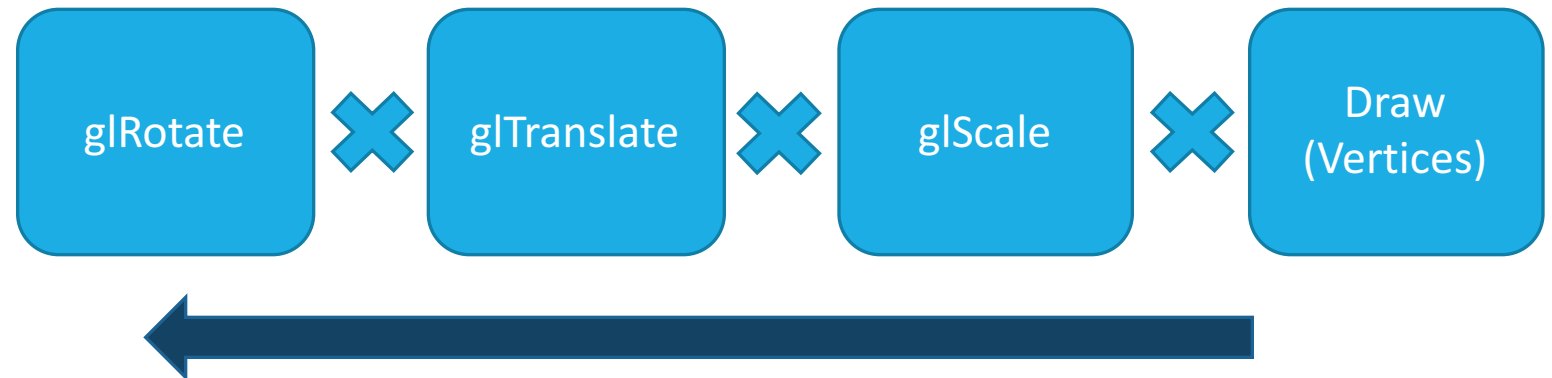 glRotate
glTranslate
glScale
Draw
(Vertices)